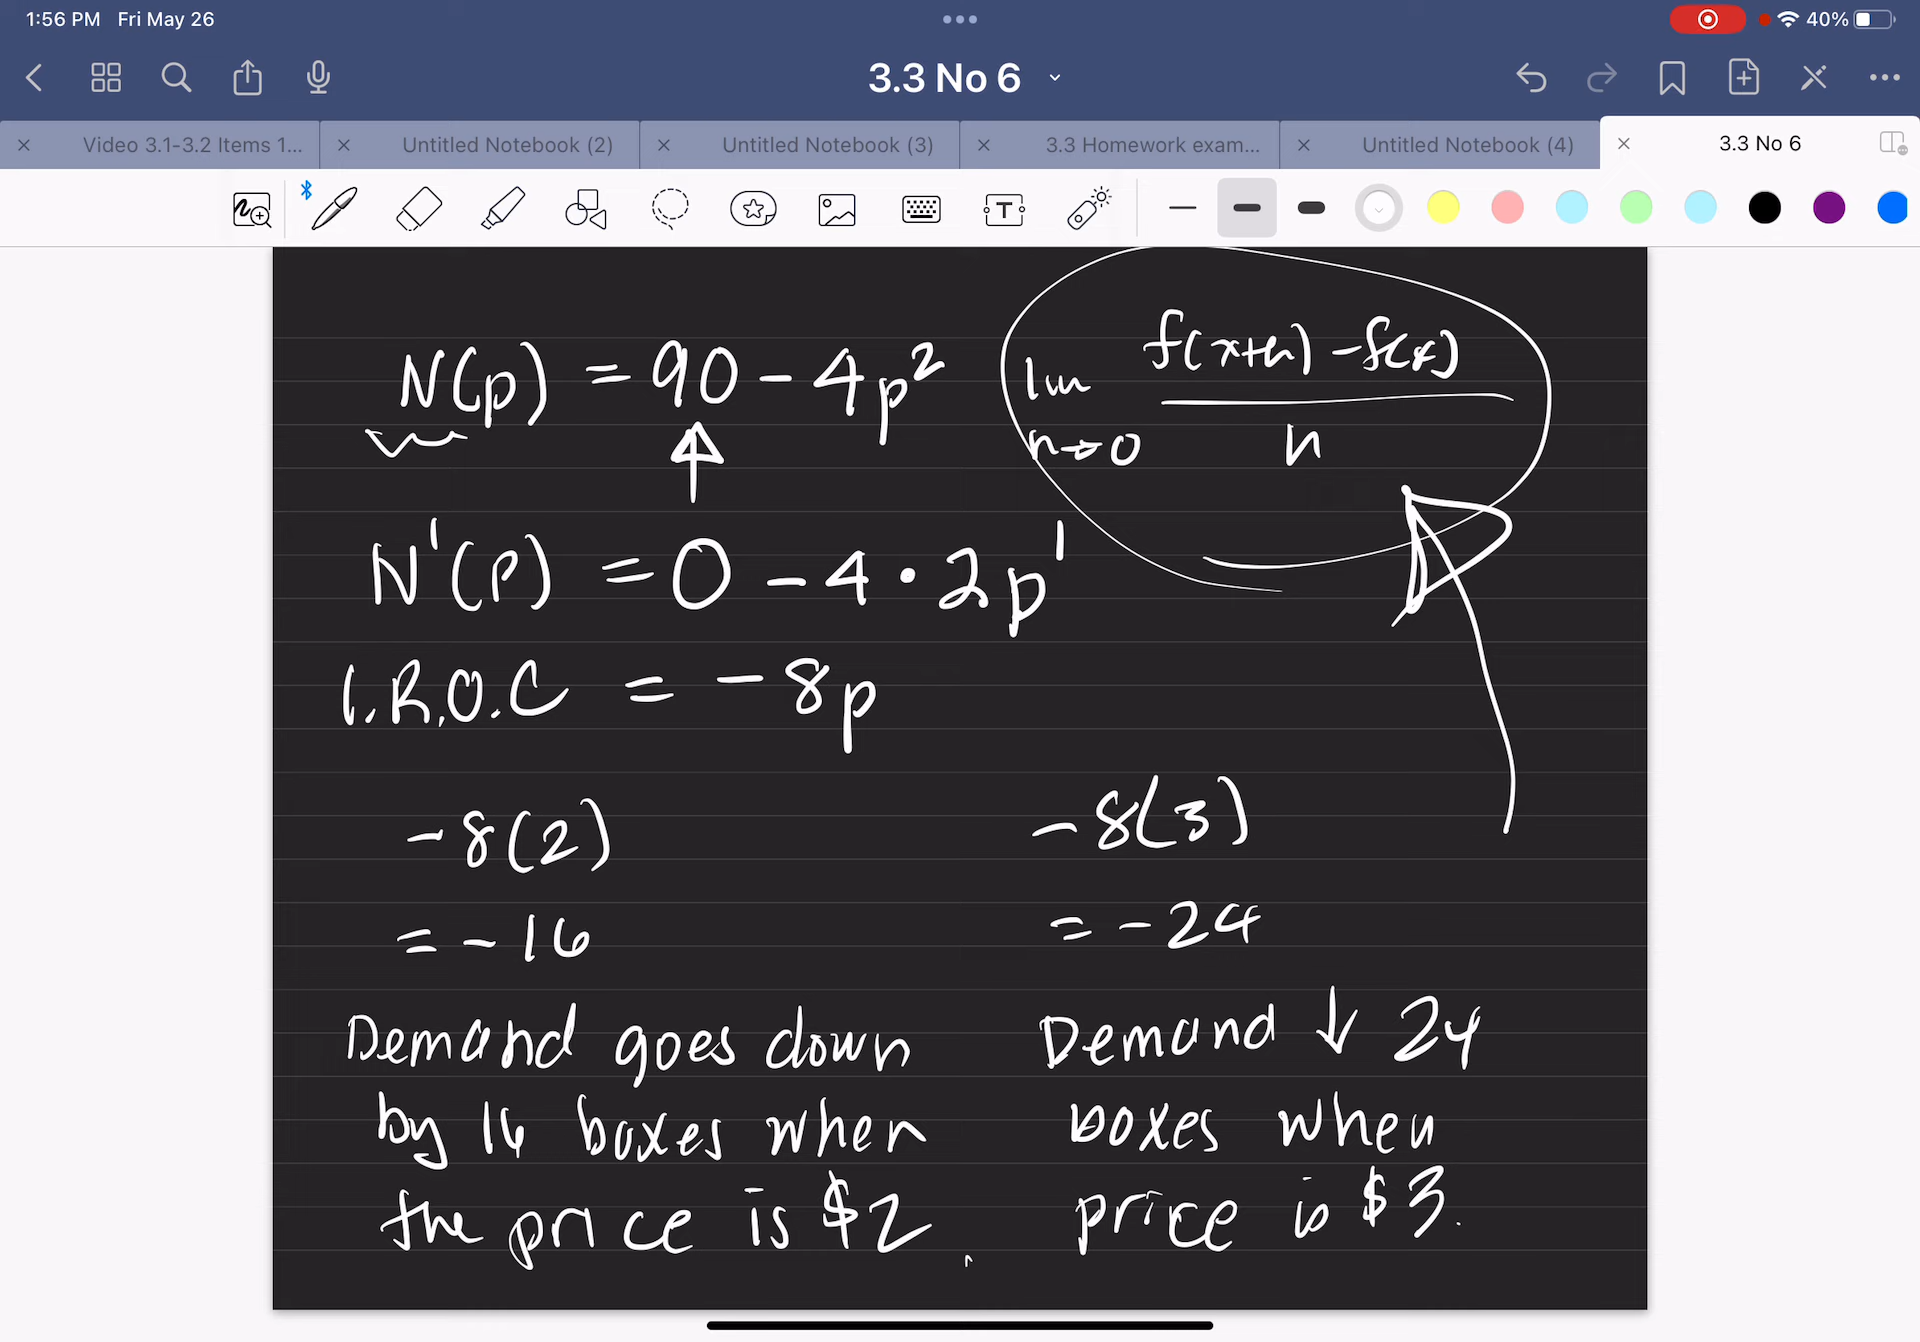 1:56 PM Fri May 26
40%
3.3 No 6
Video 3.1-3.2 Items 1...
Untitled Notebook (2)
Untitled Notebook (3)
3.3 Homework exam...
Untitled Notebook (4)
3.3 No 6
T
N(p) = 90 - 4p²
lim h→0 f(x+h) - f(x) / h
N'(P) = 0 - 4 · 2p¹
I.R.O.C = -8p
-8(2)
= -16
Demand goes down
by 16 boxes when
the price is $2.
-8(3)
= -24
Demand ↓ 24
boxes when
price is $3.